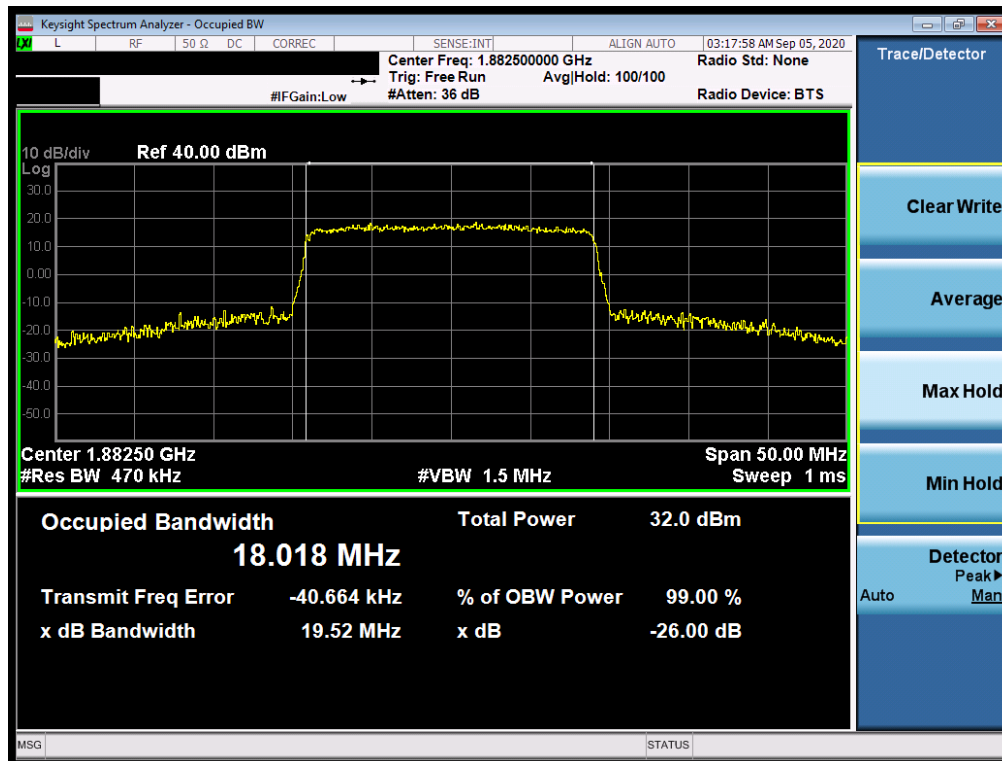 Keysight Spectrum Analyzer - Occupied BW
LXI L RF 50 Ω DC CORREC SENSE:INT ALIGN AUTO 03:17:58 AM Sep 05, 2020
Center Freq: 1.882500000 GHz Radio Std: None
Trig: Free Run Avg|Hold: 100/100
#IFGain:Low #Atten: 36 dB Radio Device: BTS
10 dB/div Ref 40.00 dBm
Log
30.0
20.0
10.0
0.00
-10.0
-20.0
-30.0
-40.0
-50.0
Center 1.88250 GHz Span 50.00 MHz
#Res BW 470 kHz #VBW 1.5 MHz Sweep 1 ms
Occupied Bandwidth Total Power 32.0 dBm
18.018 MHz
Transmit Freq Error -40.664 kHz % of OBW Power 99.00 %
x dB Bandwidth 19.52 MHz x dB -26.00 dB
MSG STATUS
Trace/Detector
Clear Write
Average
Max Hold
Min Hold
Detector
Peak▶
Auto Man